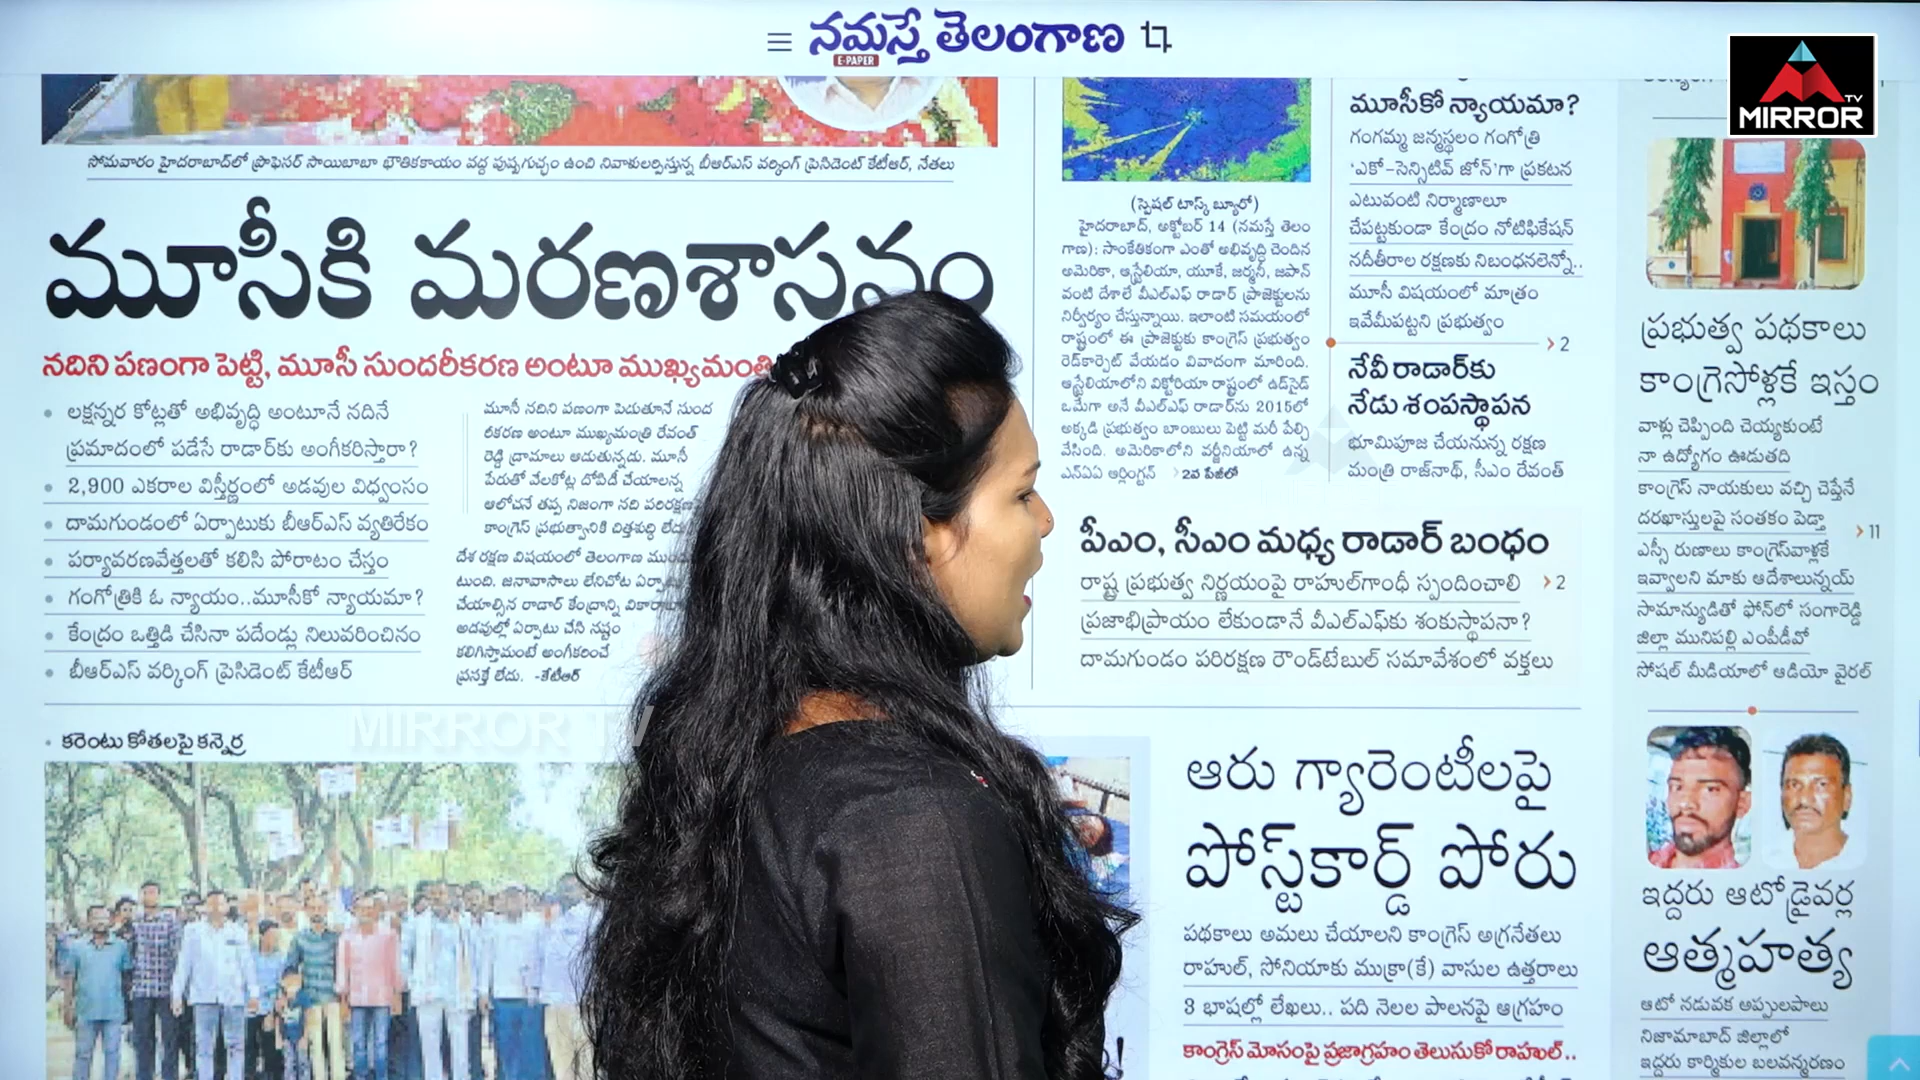 నమస్తే తెలంగాణ
E-PAPER
MIRROR TV
సోమవారం హైదరాబాద్‌లో ప్రొఫెసర్ సాయిబాబా భౌతికకాయం వద్ద పుష్పగుచ్ఛం ఉంచి నివాళులర్పిస్తున్న బీఆర్ఎస్ వర్కింగ్ ప్రెసిడెంట్ కేటీఆర్, నేతలు
మూసీకి మరణశాసనం
నదిని పణంగా పెట్టి, మూసీ సుందరీకరణ అంటూ ముఖ్యమంత్రి
• లక్షన్నర కోట్లతో అభివృద్ధి అంటూనే నదినే
ప్రమాదంలో పడేసే రాడార్‌కు అంగీకరిస్తారా?
• 2,900 ఎకరాల విస్తీర్ణంలో అడవుల విధ్వంసం
• దామగుండంలో ఏర్పాటుకు బీఆర్ఎస్ వ్యతిరేకం
• పర్యావరణవేత్తలతో కలిసి పోరాటం చేస్తం
• గంగోత్రికి ఓ న్యాయం..మూసీకో న్యాయమా?
• కేంద్రం ఒత్తిడి చేసినా పదేండ్లు నిలువరించినం
• బీఆర్ఎస్ వర్కింగ్ ప్రెసిడెంట్ కేటీఆర్
మూసీ నదిని పణంగా పెడుతూనే సుంద
రీకరణ అంటూ ముఖ్యమంత్రి రేవంత్
రెడ్డి డ్రామాలు ఆడుతున్నడు. మూసీ
పేరుతో వేలకోట్ల దోపిడీ చేయాలన్న
ఆలోచనే తప్ప నిజంగా నది పరిరక్షణ
కాంగ్రెస్ ప్రభుత్వానికి చిత్తశుద్ధి లేదు
దేశ రక్షణ విషయంలో తెలంగాణ ముం
టుంది. జనావాసాలు లేనిచోట ఏర్పా
చేయాల్సిన రాడార్ కేంద్రాన్ని వికారా
అడవుల్లో ఏర్పాటు చేసి నష్టం
కలిగిస్తామంటే అంగీకరించే
ప్రసక్తే లేదు. -కేటీఆర్
(స్పెషల్ టాస్క్ బ్యూరో)
హైదరాబాద్, అక్టోబర్ 14 (నమస్తే తెలం
గాణ): సాంకేతికంగా ఎంతో అభివృద్ధి చెందిన
అమెరికా, ఆస్ట్రేలియా, యూకే, జర్మనీ, జపాన్
వంటి దేశాలే వీఎల్ఎఫ్ రాడార్ ప్రాజెక్టులను
నిర్వీర్యం చేస్తున్నాయి. ఇలాంటి సమయంలో
రాష్ట్రంలో ఈ ప్రాజెక్టుకు కాంగ్రెస్ ప్రభుత్వం
రెడ్‌కార్పెట్ వేయడం వివాదంగా మారింది.
ఆస్ట్రేలియాలోని విక్టోరియా రాష్ట్రంలో ఉడ్‌సైడ్
ఒమేగా అనే వీఎల్ఎఫ్ రాడార్‌ను 2015లో
అక్కడి ప్రభుత్వం బాంబులు పెట్టి మరీ పేల్చి
వేసింది. అమెరికాలోని వర్జీనియాలో ఉన్న
ఎన్ఏఏ ఆర్లింగ్టన్ > 2వ పేజీలో
మూసీకో న్యాయమా?
గంగమ్మ జన్మస్థలం గంగోత్రి
'ఎకో-సెన్సిటివ్ జోన్'గా ప్రకటన
ఎటువంటి నిర్మాణాలూ
చేపట్టకుండా కేంద్రం నోటిఫికేషన్
నదీతీరాల రక్షణకు నిబంధనలెన్నో..
మూసీ విషయంలో మాత్రం
ఇవేమీపట్టని ప్రభుత్వం
> 2
నేవీ రాడార్‌కు
నేడు శంపస్థాపన
భూమిపూజ చేయనున్న రక్షణ
మంత్రి రాజ్‌నాథ్, సీఎం రేవంత్
పీఎం, సీఎం మధ్య రాడార్ బంధం
రాష్ట్ర ప్రభుత్వ నిర్ణయంపై రాహుల్‌గాంధీ స్పందించాలి > 2
ప్రజాభిప్రాయం లేకుండానే వీఎల్ఎఫ్‌కు శంకుస్థాపనా?
దామగుండం పరిరక్షణ రౌండ్‌టేబుల్ సమావేశంలో వక్తలు
ప్రభుత్వ పథకాలు
కాంగ్రెసోళ్లకే ఇస్తం
వాళ్లు చెప్పింది చెయ్యకుంటే
నా ఉద్యోగం ఊడుతది
కాంగ్రెస్ నాయకులు వచ్చి చెప్తేనే
దరఖాస్తులపై సంతకం పెడ్తా
> 11
ఎస్సీ రుణాలు కాంగ్రెస్‌వాళ్లకే
ఇవ్వాలని మాకు ఆదేశాలున్నయ్
సామాన్యుడితో ఫోన్‌లో సంగారెడ్డి
జిల్లా మునిపల్లి ఎంపీడీవో
సోషల్ మీడియాలో ఆడియో వైరల్
• కరెంటు కోతలపై కన్నెర్ర
MIRROR TV
ఆరు గ్యారెంటీలపై
పోస్ట్‌కార్డ్ పోరు
పథకాలు అమలు చేయాలని కాంగ్రెస్ అగ్రనేతలు
రాహుల్, సోనియాకు ముక్రా(కే) వాసుల ఉత్తరాలు
3 భాషల్లో లేఖలు.. పది నెలల పాలనపై ఆగ్రహం
కాంగ్రెస్ మోసంపై ప్రజాగ్రహం తెలుసుకో రాహుల్..
ఇద్దరు ఆటో డ్రైవర్ల
ఆత్మహత్య
ఆటో నడువక అప్పులపాలు
నిజామాబాద్ జిల్లాలో
ఇద్దరు కార్మికుల బలవన్మరణం